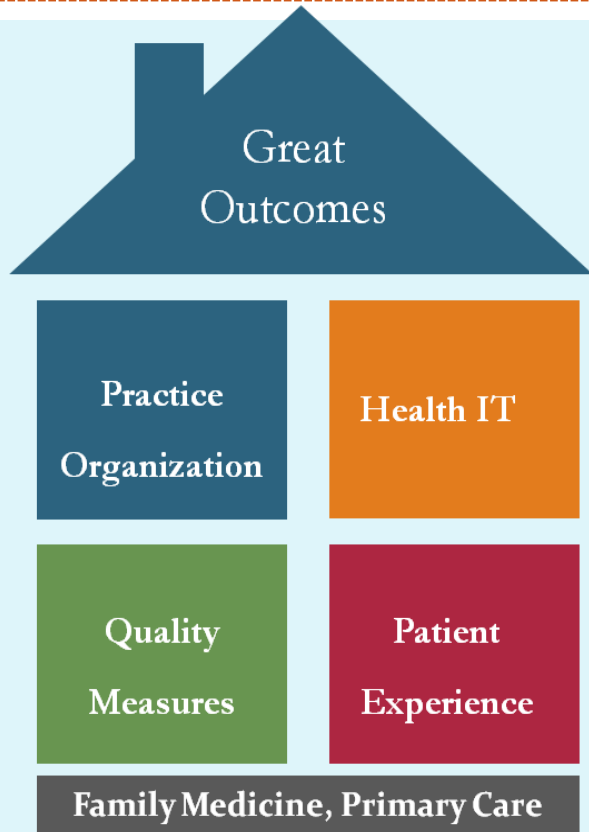 Great
Outcomes
Practice
Organization
Health IT
Quality
Measures
Patient
Experience
Family Medicine, Primary Care